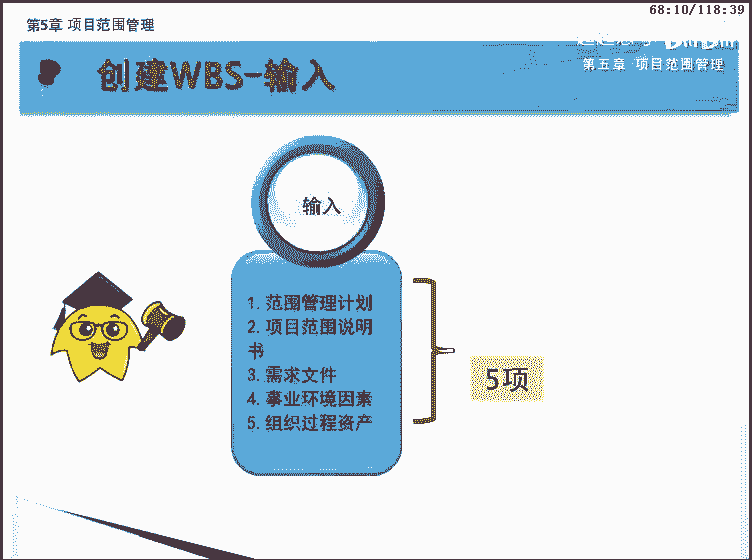 68:10/118:39
第5章 项目范围管理
第五章 项目范围管理
创建WBS-输入
输入
1. 范围管理计划
2. 项目范围说明
书
3. 需求文件
4. 事业环境因素
5. 组织过程资产
5项